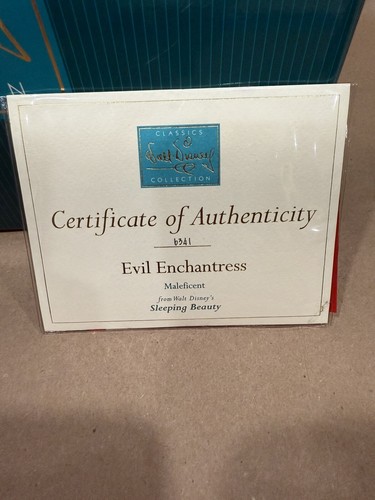 CLASSICS
Walt Disney
COLLECTION
Certificate of Authenticity
6341
Evil Enchantress
Maleficent
from Walt Disney's
Sleeping Beauty
N